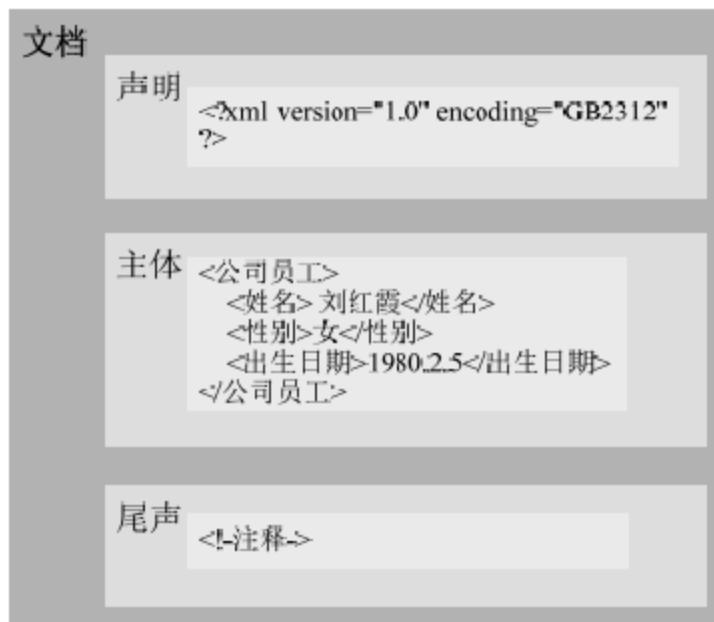 文档
声明
<?xml version="1.0" encoding="GB2312"
?>
主体
<公司员工>
<姓名> 刘红霞</姓名>
<性别>女</性别>
<出生日期>1980.2.5</出生日期>
</公司员工>
尾声
<!-注释->